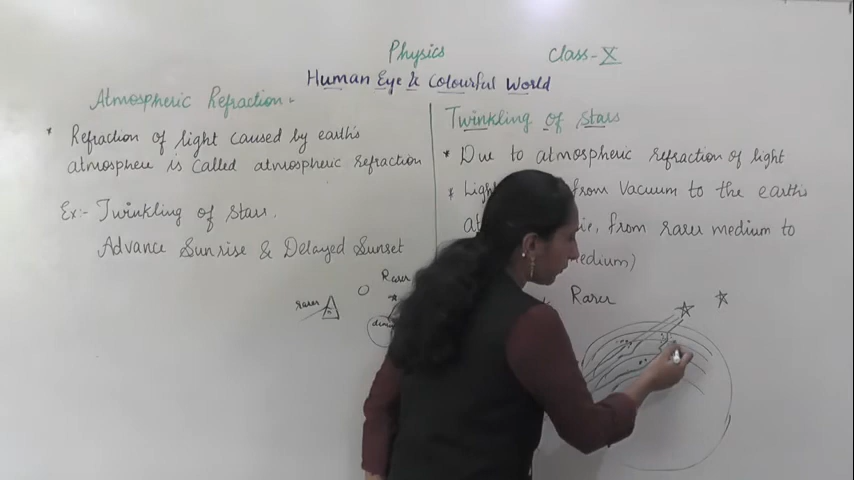 Physics Class-X
Human Eye & Colourful World
Atmospheric Refraction-
* Refraction of light caused by earth's
atmosphere is called atmospheric refraction
Ex:- Twinkling of stars.
Advance Sunrise & Delayed Sunset
Rarer
rarer
Twinkling of Stars
* Due to atmospheric refraction of light
* Light from Vacuum to the earth's
ie, from rarer medium to
medium)
Rarer